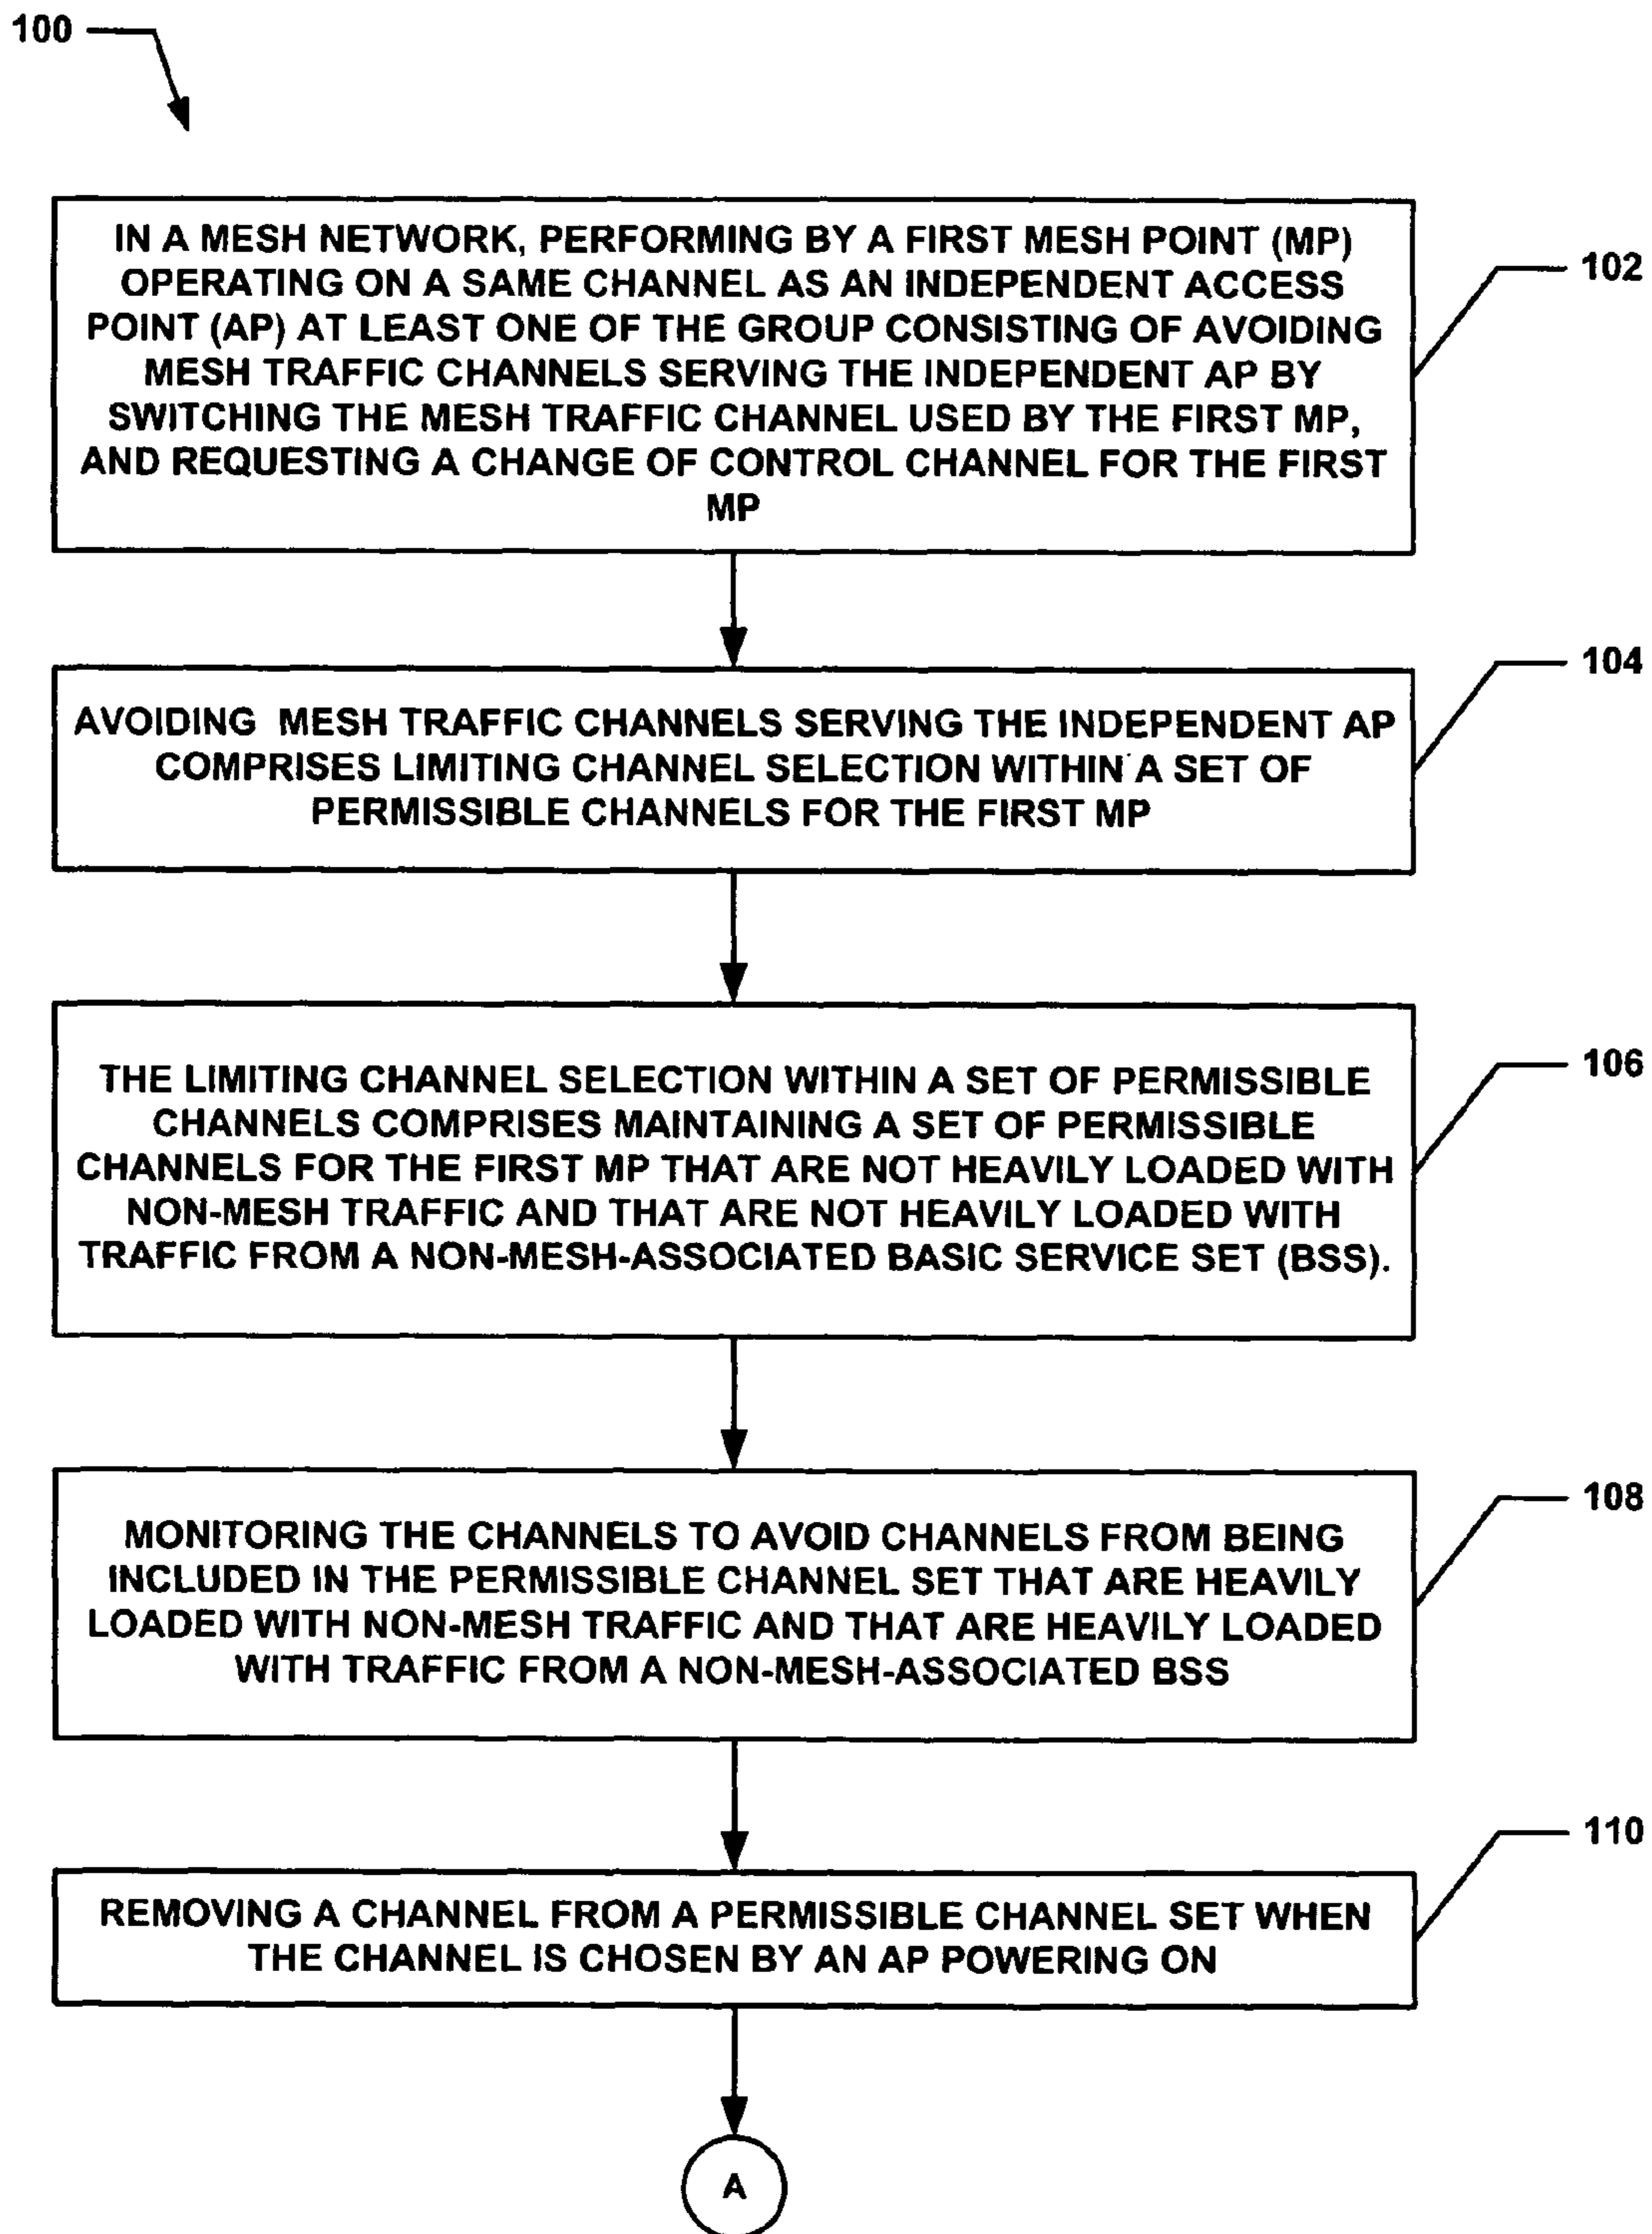 100
IN A MESH NETWORK, PERFORMING BY A FIRST MESH POINT (MP)
OPERATING ON A SAME CHANNEL AS AN INDEPENDENT ACCESS
POINT (AP) AT LEAST ONE OF THE GROUP CONSISTING OF AVOIDING
MESH TRAFFIC CHANNELS SERVING THE INDEPENDENT AP BY
SWITCHING THE MESH TRAFFIC CHANNEL USED BY THE FIRST MP,
AND REQUESTING A CHANGE OF CONTROL CHANNEL FOR THE FIRST
MP
102
AVOIDING MESH TRAFFIC CHANNELS SERVING THE INDEPENDENT AP
COMPRISES LIMITING CHANNEL SELECTION WITHIN A SET OF
PERMISSIBLE CHANNELS FOR THE FIRST MP
104
THE LIMITING CHANNEL SELECTION WITHIN A SET OF PERMISSIBLE
CHANNELS COMPRISES MAINTAINING A SET OF PERMISSIBLE
CHANNELS FOR THE FIRST MP THAT ARE NOT HEAVILY LOADED WITH
NON-MESH TRAFFIC AND THAT ARE NOT HEAVILY LOADED WITH
TRAFFIC FROM A NON-MESH-ASSOCIATED BASIC SERVICE SET (BSS).
106
MONITORING THE CHANNELS TO AVOID CHANNELS FROM BEING
INCLUDED IN THE PERMISSIBLE CHANNEL SET THAT ARE HEAVILY
LOADED WITH NON-MESH TRAFFIC AND THAT ARE HEAVILY LOADED
WITH TRAFFIC FROM A NON-MESH-ASSOCIATED BSS
108
REMOVING A CHANNEL FROM A PERMISSIBLE CHANNEL SET WHEN
THE CHANNEL IS CHOSEN BY AN AP POWERING ON
110
A